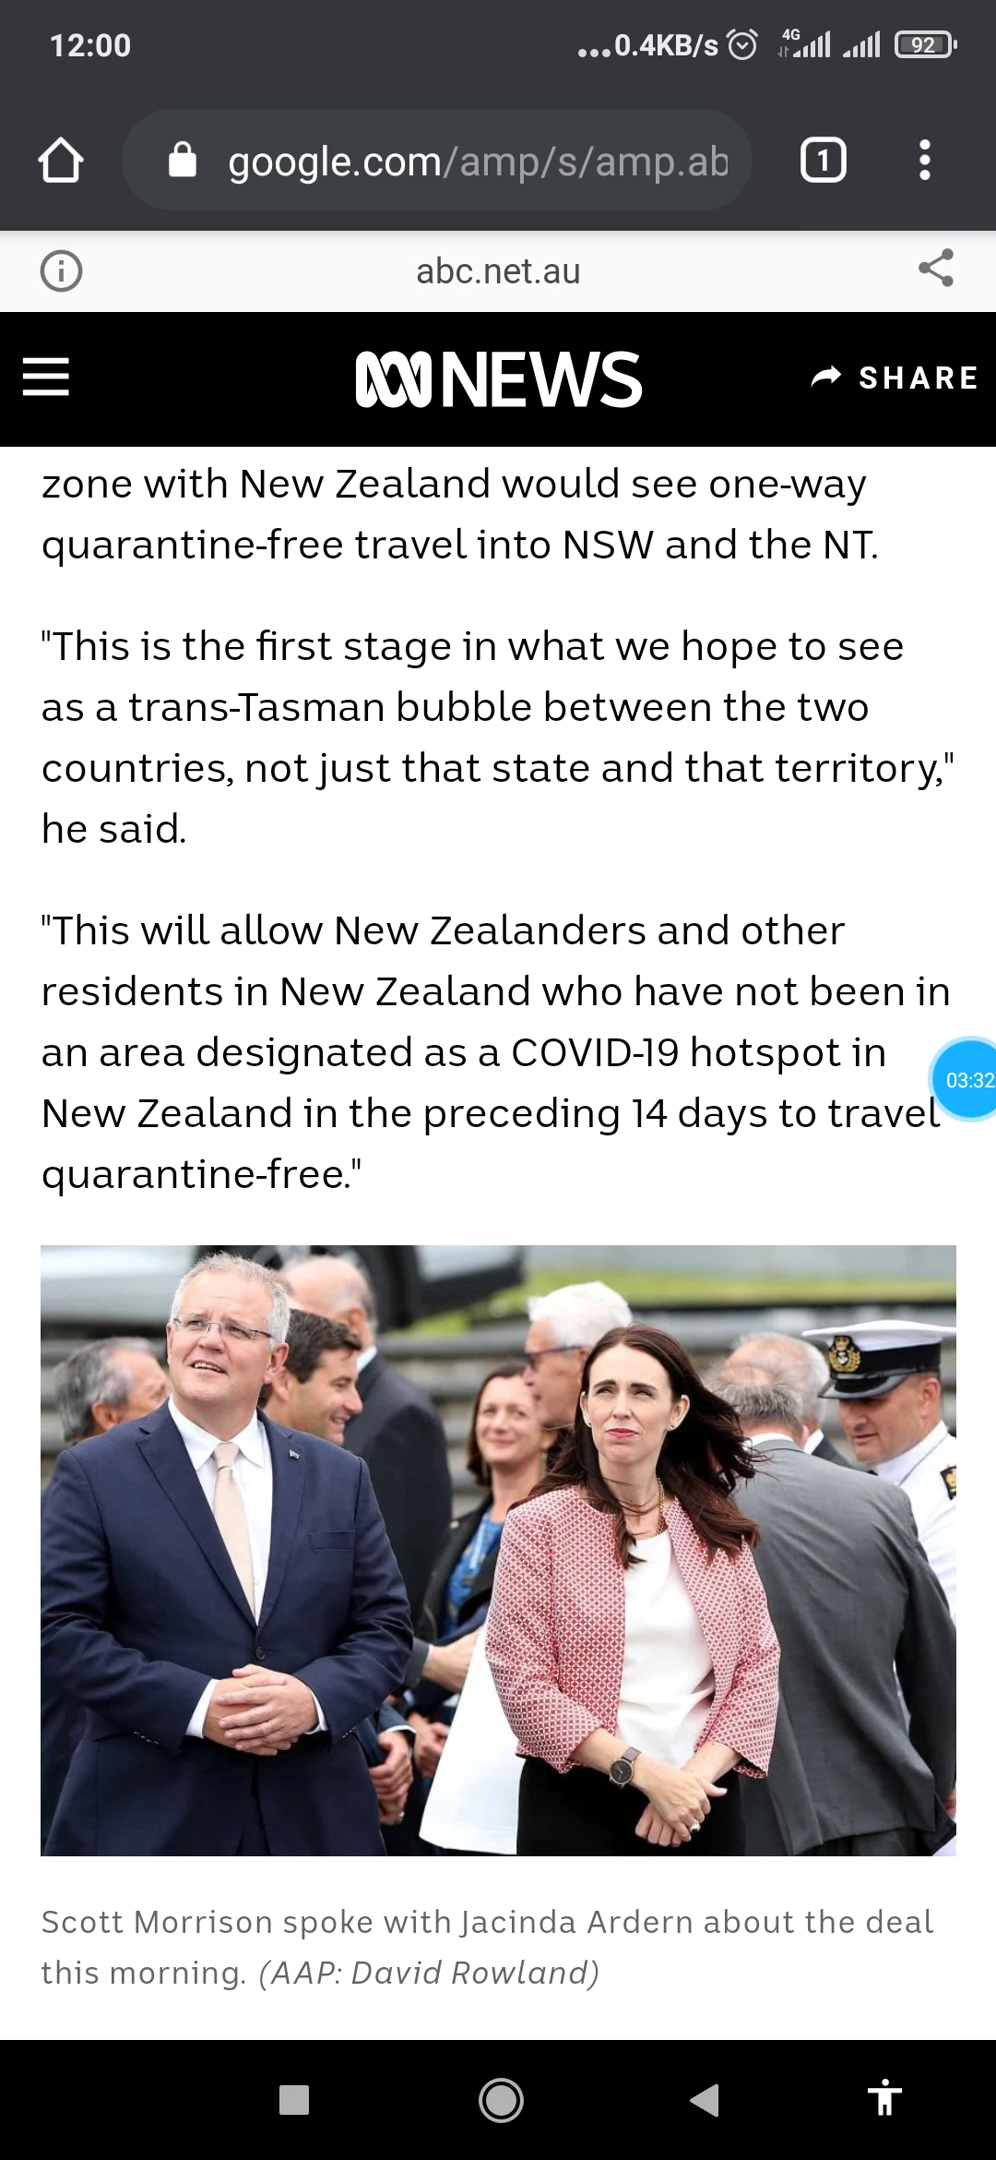 12:00
...0.4KB/s 4G 92
google.com/amp/s/amp.ab
1
abc.net.au
NEWS
SHARE
zone with New Zealand would see one-way
quarantine-free travel into NSW and the NT.
"This is the first stage in what we hope to see
as a trans-Tasman bubble between the two
countries, not just that state and that territory,"
he said.
"This will allow New Zealanders and other
residents in New Zealand who have not been in
an area designated as a COVID-19 hotspot in
New Zealand in the preceding 14 days to travel
quarantine-free."
03:32
Scott Morrison spoke with Jacinda Ardern about the deal
this morning. (AAP: David Rowland)